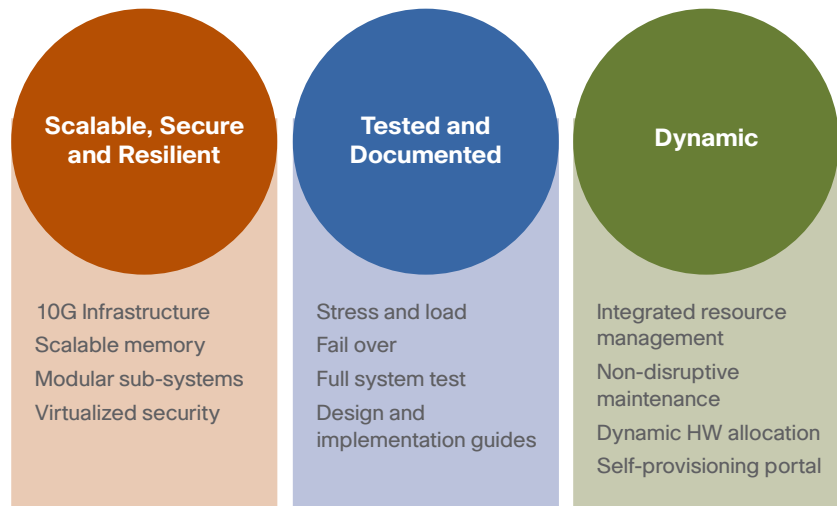 Scalable, Secure
and Resilient
10G Infrastructure
Scalable memory
Modular sub-systems
Virtualized security
Tested and
Documented
Stress and load
Fail over
Full system test
Design and
implementation guides
Dynamic
Integrated resource
management
Non-disruptive
maintenance
Dynamic HW allocation
Self-provisioning portal